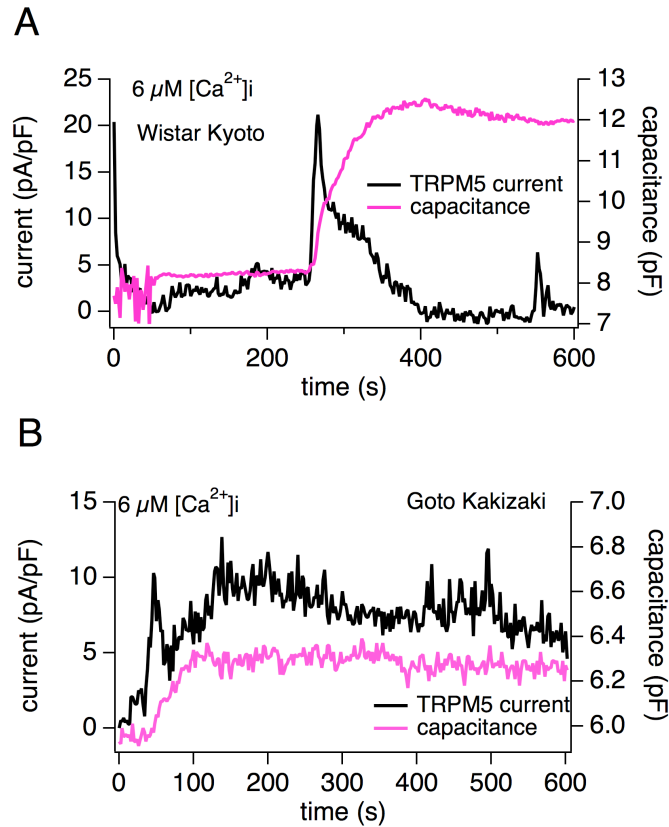 A
6 µM [Ca2+]i
Wistar Kyoto
TRPM5 current
capacitance
current (pA/pF)
25
20
15
10
5
0
capacitance (pF)
13
12
11
10
9
8
7
0
200
400
600
time (s)
B
6 µM [Ca2+]i
Goto Kakizaki
TRPM5 current
capacitance
current (pA/pF)
15
10
5
0
capacitance (pF)
7.0
6.8
6.6
6.4
6.2
6.0
0
100
200
300
400
500
600
time (s)